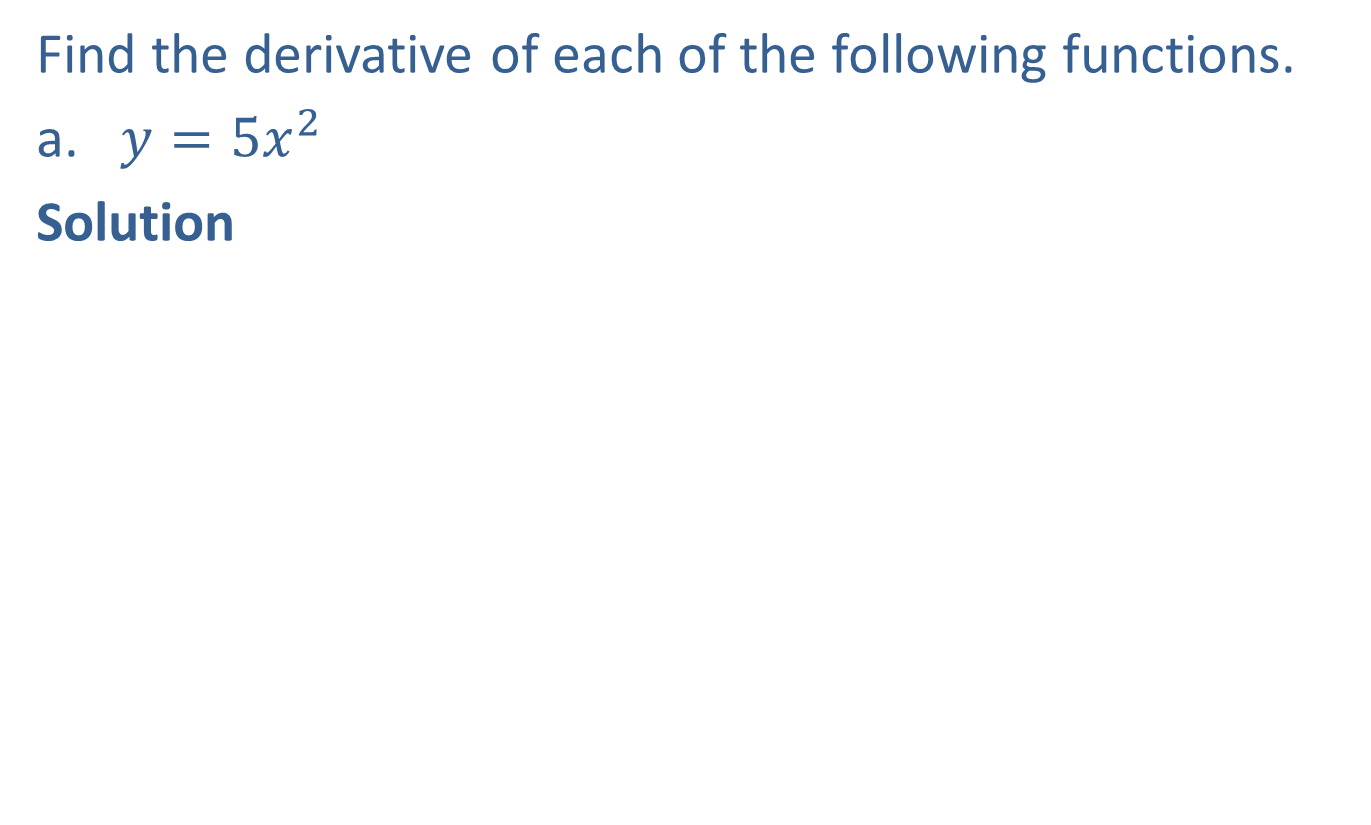 Find the derivative of each of the following functions.
a. y = 5x²
Solution